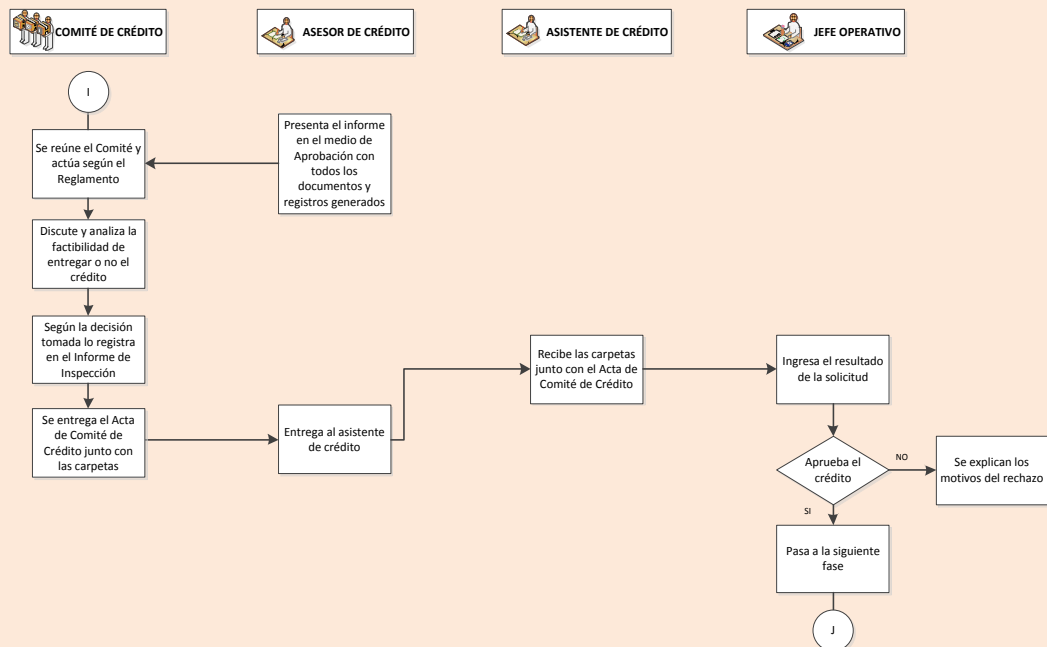 COMITÉ DE CRÉDITO
ASESOR DE CRÉDITO
ASISTENTE DE CRÉDITO
JEFE OPERATIVO
I
Se reúne el Comité y
actúa según el
Reglamento
Presenta el informe
en el medio de
Aprobación con
todos los
documentos y
registros generados
Discute y analiza la
factibilidad de
entregar o no el
crédito
Según la decisión
tomada lo registra
en el Informe de
Inspección
Se entrega el Acta
de Comité de
Crédito junto con
las carpetas
Entrega al asistente
de crédito
Recibe las carpetas
junto con el Acta de
Comité de Crédito
Ingresa el resultado
de la solicitud
Aprueba el
crédito
NO
Se explican los
motivos del rechazo
SI
Pasa a la siguiente
fase
J